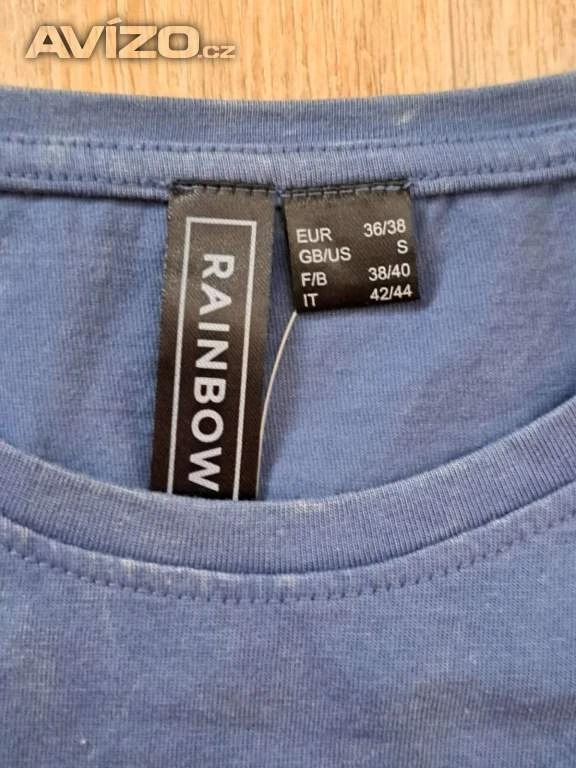 AVÍZO.cz
RAINBOW
EUR 36/38
GB/US S
F/B 38/40
IT 42/44